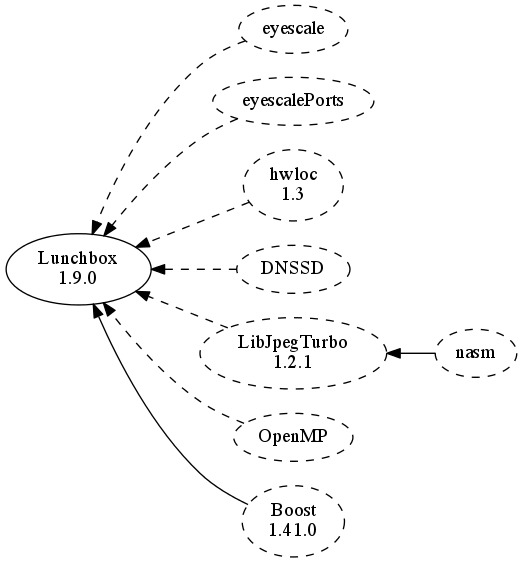 eyescale
eyescalePorts
hwloc
1.3
Lunchbox
1.9.0
DNSSD
LibJpegTurbo
1.2.1
nasm
OpenMP
Boost
1.41.0